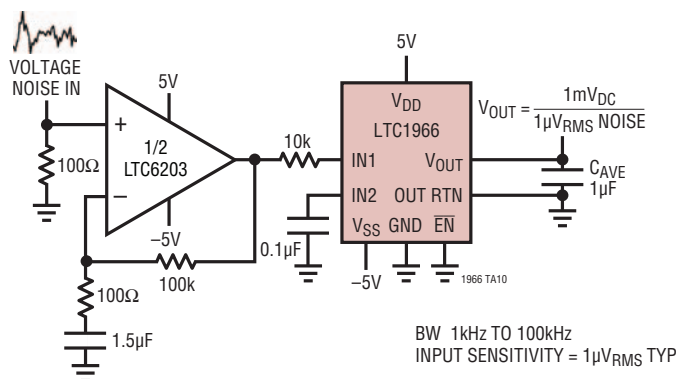 VOLTAGE
NOISE IN
100Ω
+
–
1/2
LTC6203
5V
–5V
100k
100Ω
1.5µF
10k
0.1µF
5V
VDD
LTC1966
IN1
VOUT
IN2
OUT RTN
VSS
GND
EN
–5V
1966 TA10
VOUT = 1mVDC
1µVRMS NOISE
CAVE
1µF
BW 1kHz TO 100kHz
INPUT SENSITIVITY = 1µVRMS TYP